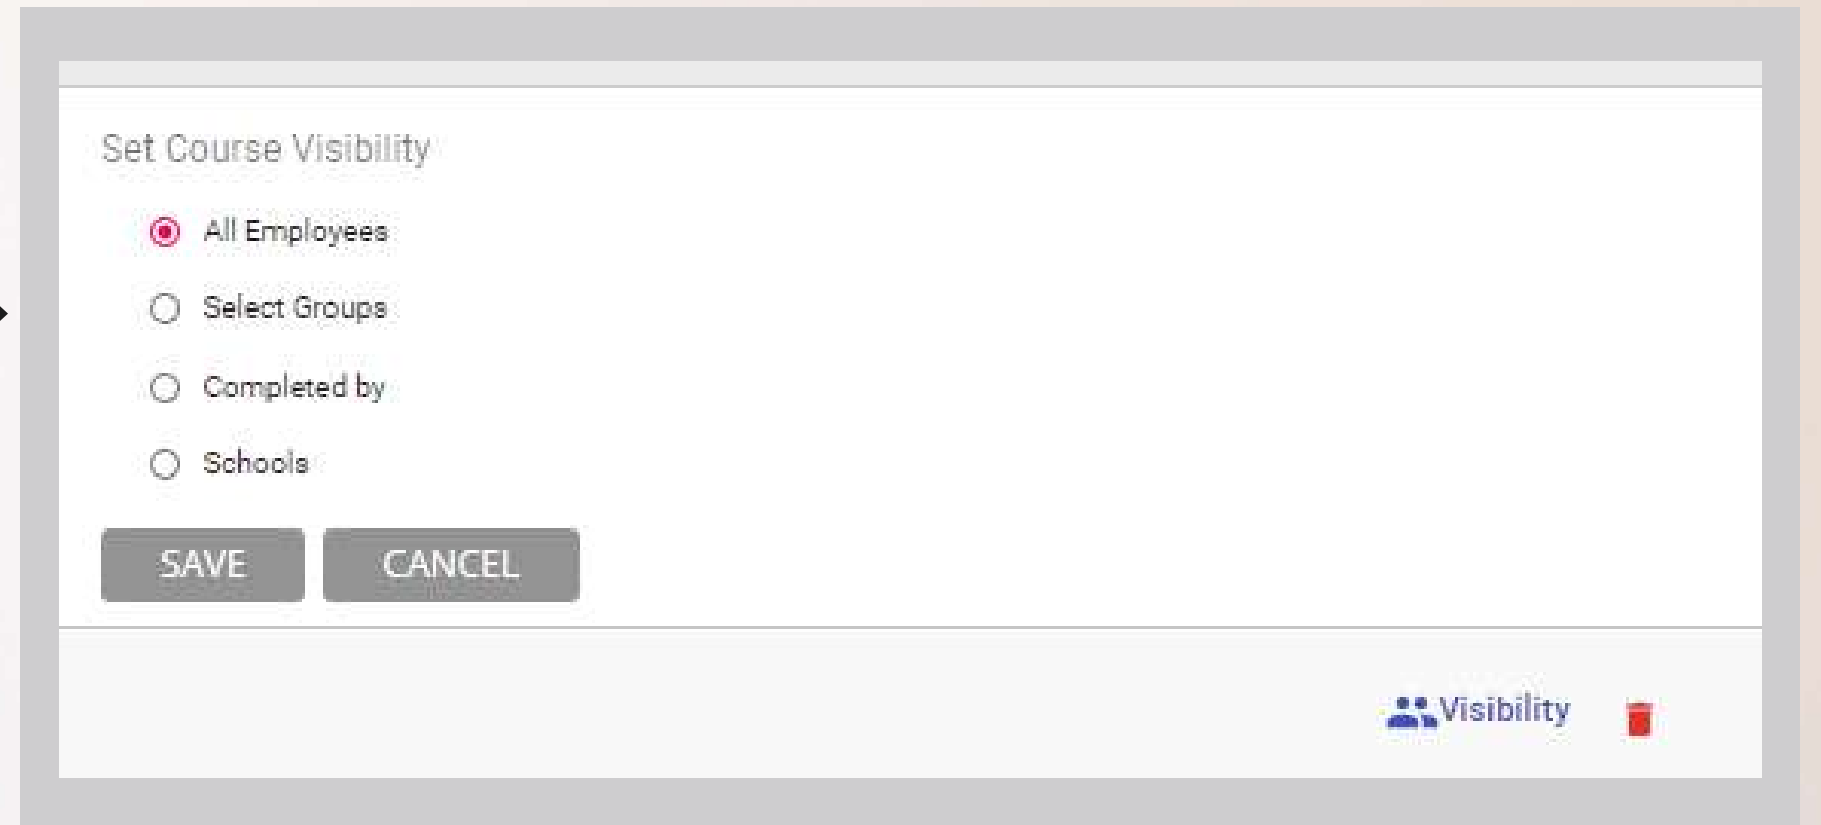 Set Course Visibility
All Employees
Select Groups
Completed by
Schools
SAVE CANCEL
Visibility